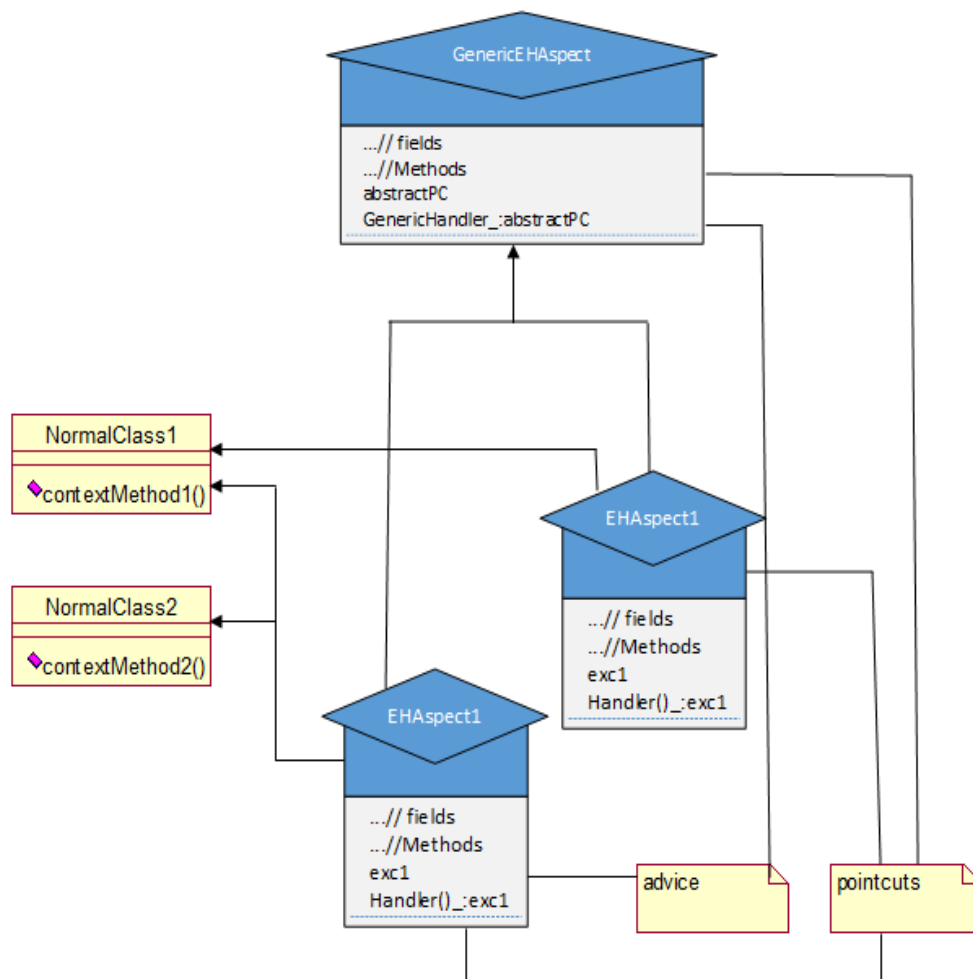 GenericEHAspect
...// fields
...//Methods
abstractPC
GenericHandler_:abstractPC
NormalClass1
contextMethod1()
EHAspect1
...// fields
...//Methods
exc1
Handler()_:exc1
NormalClass2
contextMethod2()
EHAspect1
...// fields
...//Methods
exc1
Handler()_:exc1
advice
pointcuts